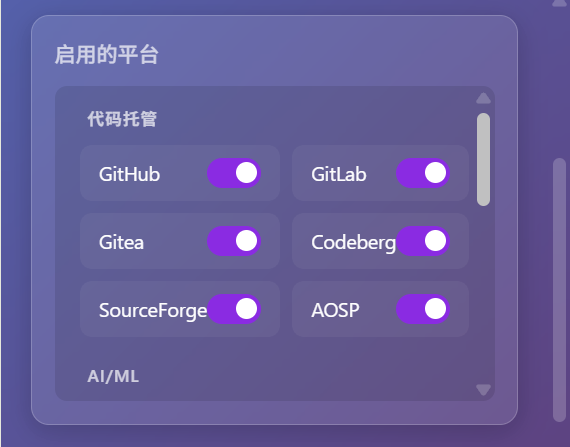 启用的平台
代码托管
GitHub GitLab
Gitea Codeberg
SourceForge AOSP
AI/ML